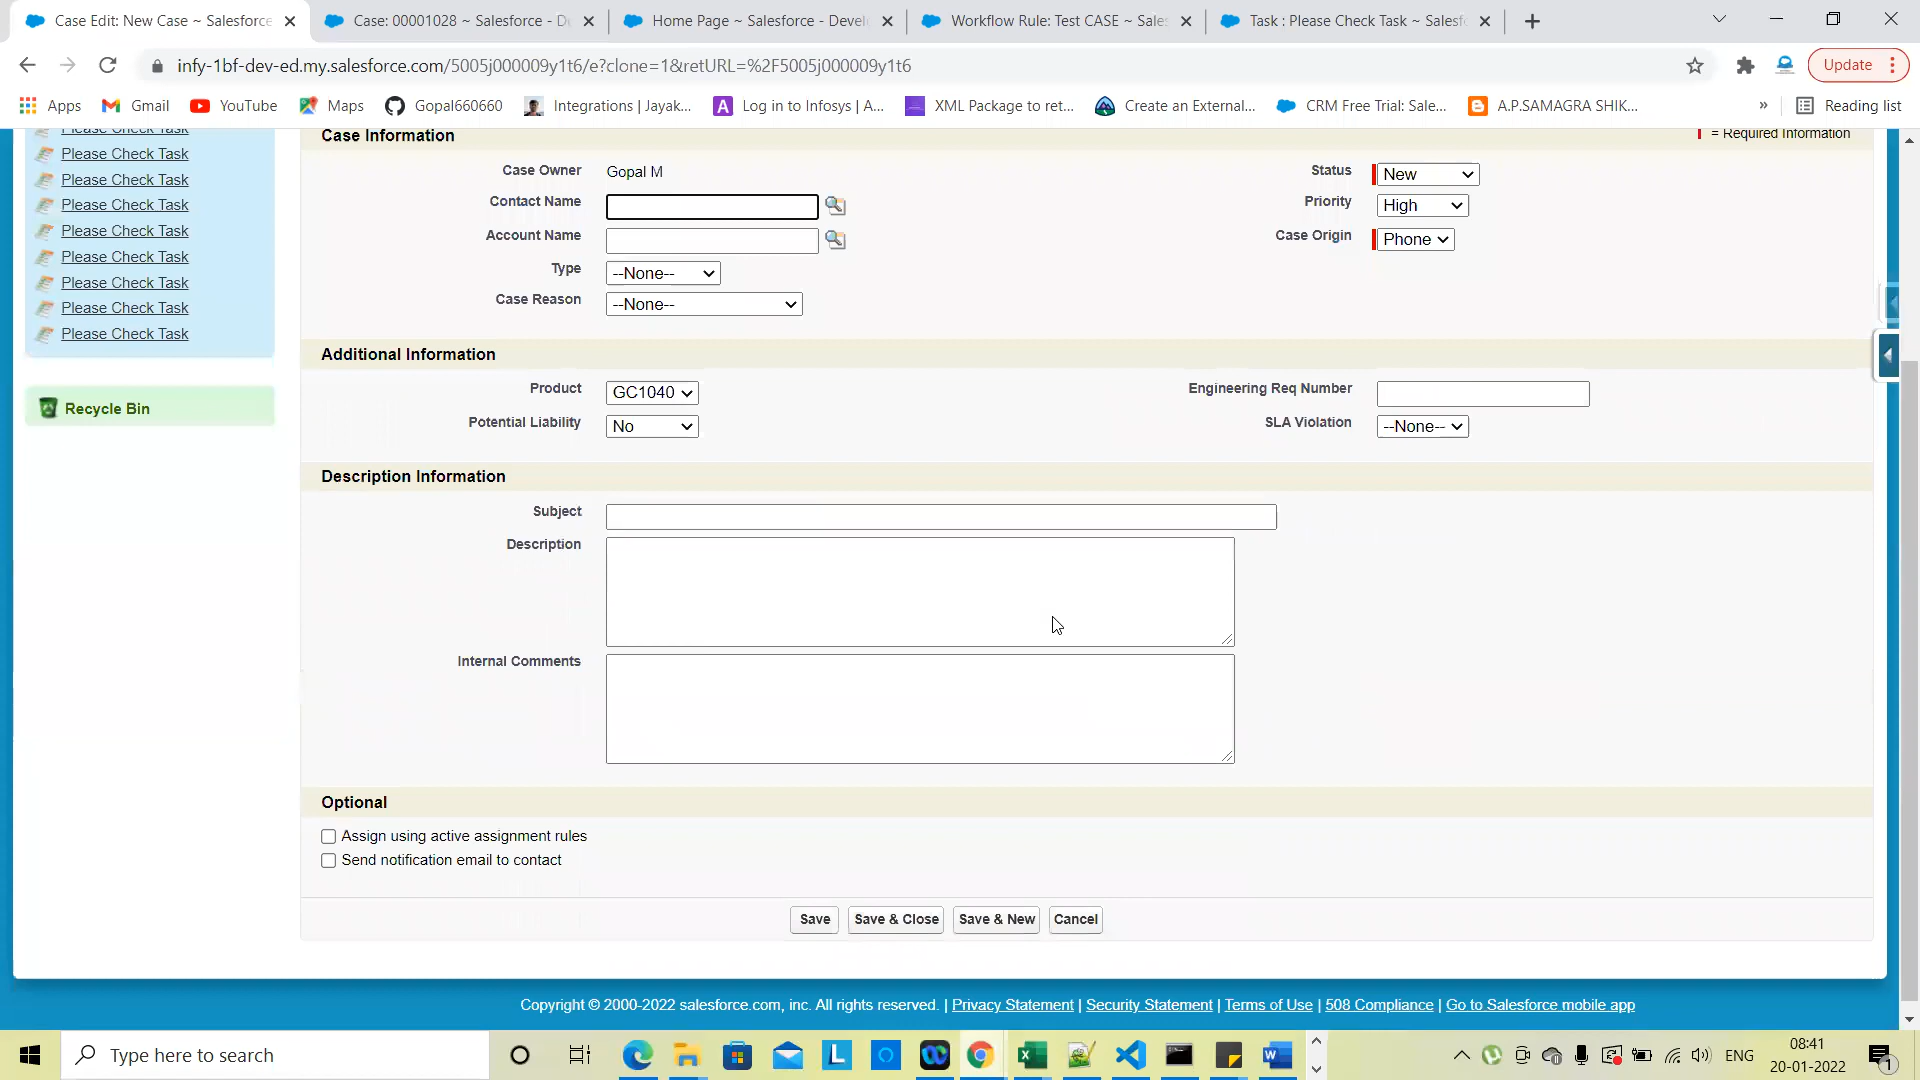 Case Edit: New Case ~ Salesforce
Case: 00001028 ~ Salesforce - De
Home Page ~ Salesforce - Devel
Workflow Rule: Test CASE ~ Sales
Task : Please Check Task ~ Salesfo
infy-1bf-dev-ed.my.salesforce.com/5005j000009y1t6/e?clone=1&retURL=%2F5005j000009y1t6
Update
Apps
Gmail
YouTube
Maps
Gopal660660
Integrations | Jayak...
Log in to Infosys | A...
XML Package to ret...
Create an External...
CRM Free Trial: Sale...
A.P.SAMAGRA SHIK...
»
Reading list
Please Check Task
Please Check Task
Please Check Task
Please Check Task
Please Check Task
Please Check Task
Please Check Task
Please Check Task
Please Check Task
Recycle Bin
Case Information
= Required Information
Case Owner Gopal M
Status New
Contact Name
Priority High
Account Name
Case Origin Phone
Type --None--
Case Reason --None--
Additional Information
Product GC1040
Engineering Req Number
Potential Liability No
SLA Violation --None--
Description Information
Subject
Description
Internal Comments
Optional
Assign using active assignment rules
Send notification email to contact
Save
Save & Close
Save & New
Cancel
Copyright © 2000-2022 salesforce.com, inc. All rights reserved. | Privacy Statement | Security Statement | Terms of Use | 508 Compliance | Go to Salesforce mobile app
Type here to search
ENG
08:41
20-01-2022
1